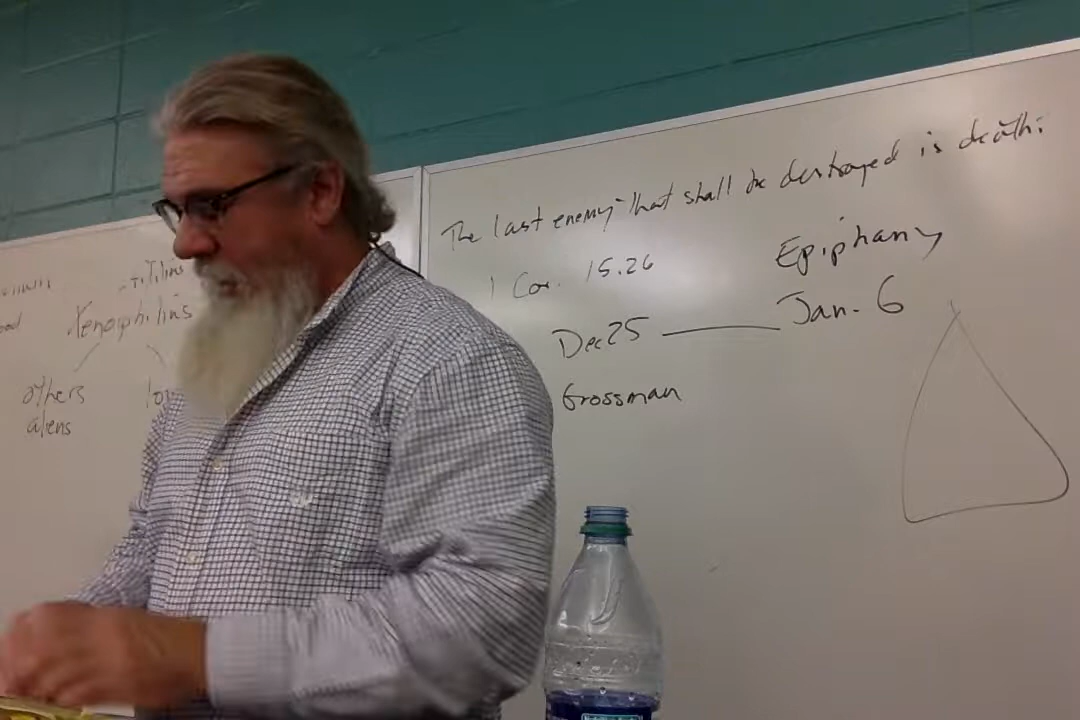 Xenophilius
others
aliens
The last enemy that shall be destroyed is death:
1 Cor. 15.26
Epiphany
Dec 25 — Jan. 6
Grossman